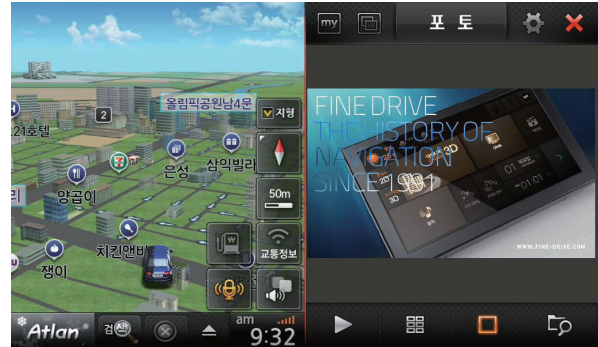 올림픽공원남4문
지형
2
21호텔
은성
삼익빌라
50m
양곱이
리
치킨앤비
교통정보
쟁이
Atlan
검색
am
9:32
my
포 토
FINE DRIVE
THE HISTORY OF
NAVIGATION
SINCE 1991
WWW.FINE-DRIVE.COM